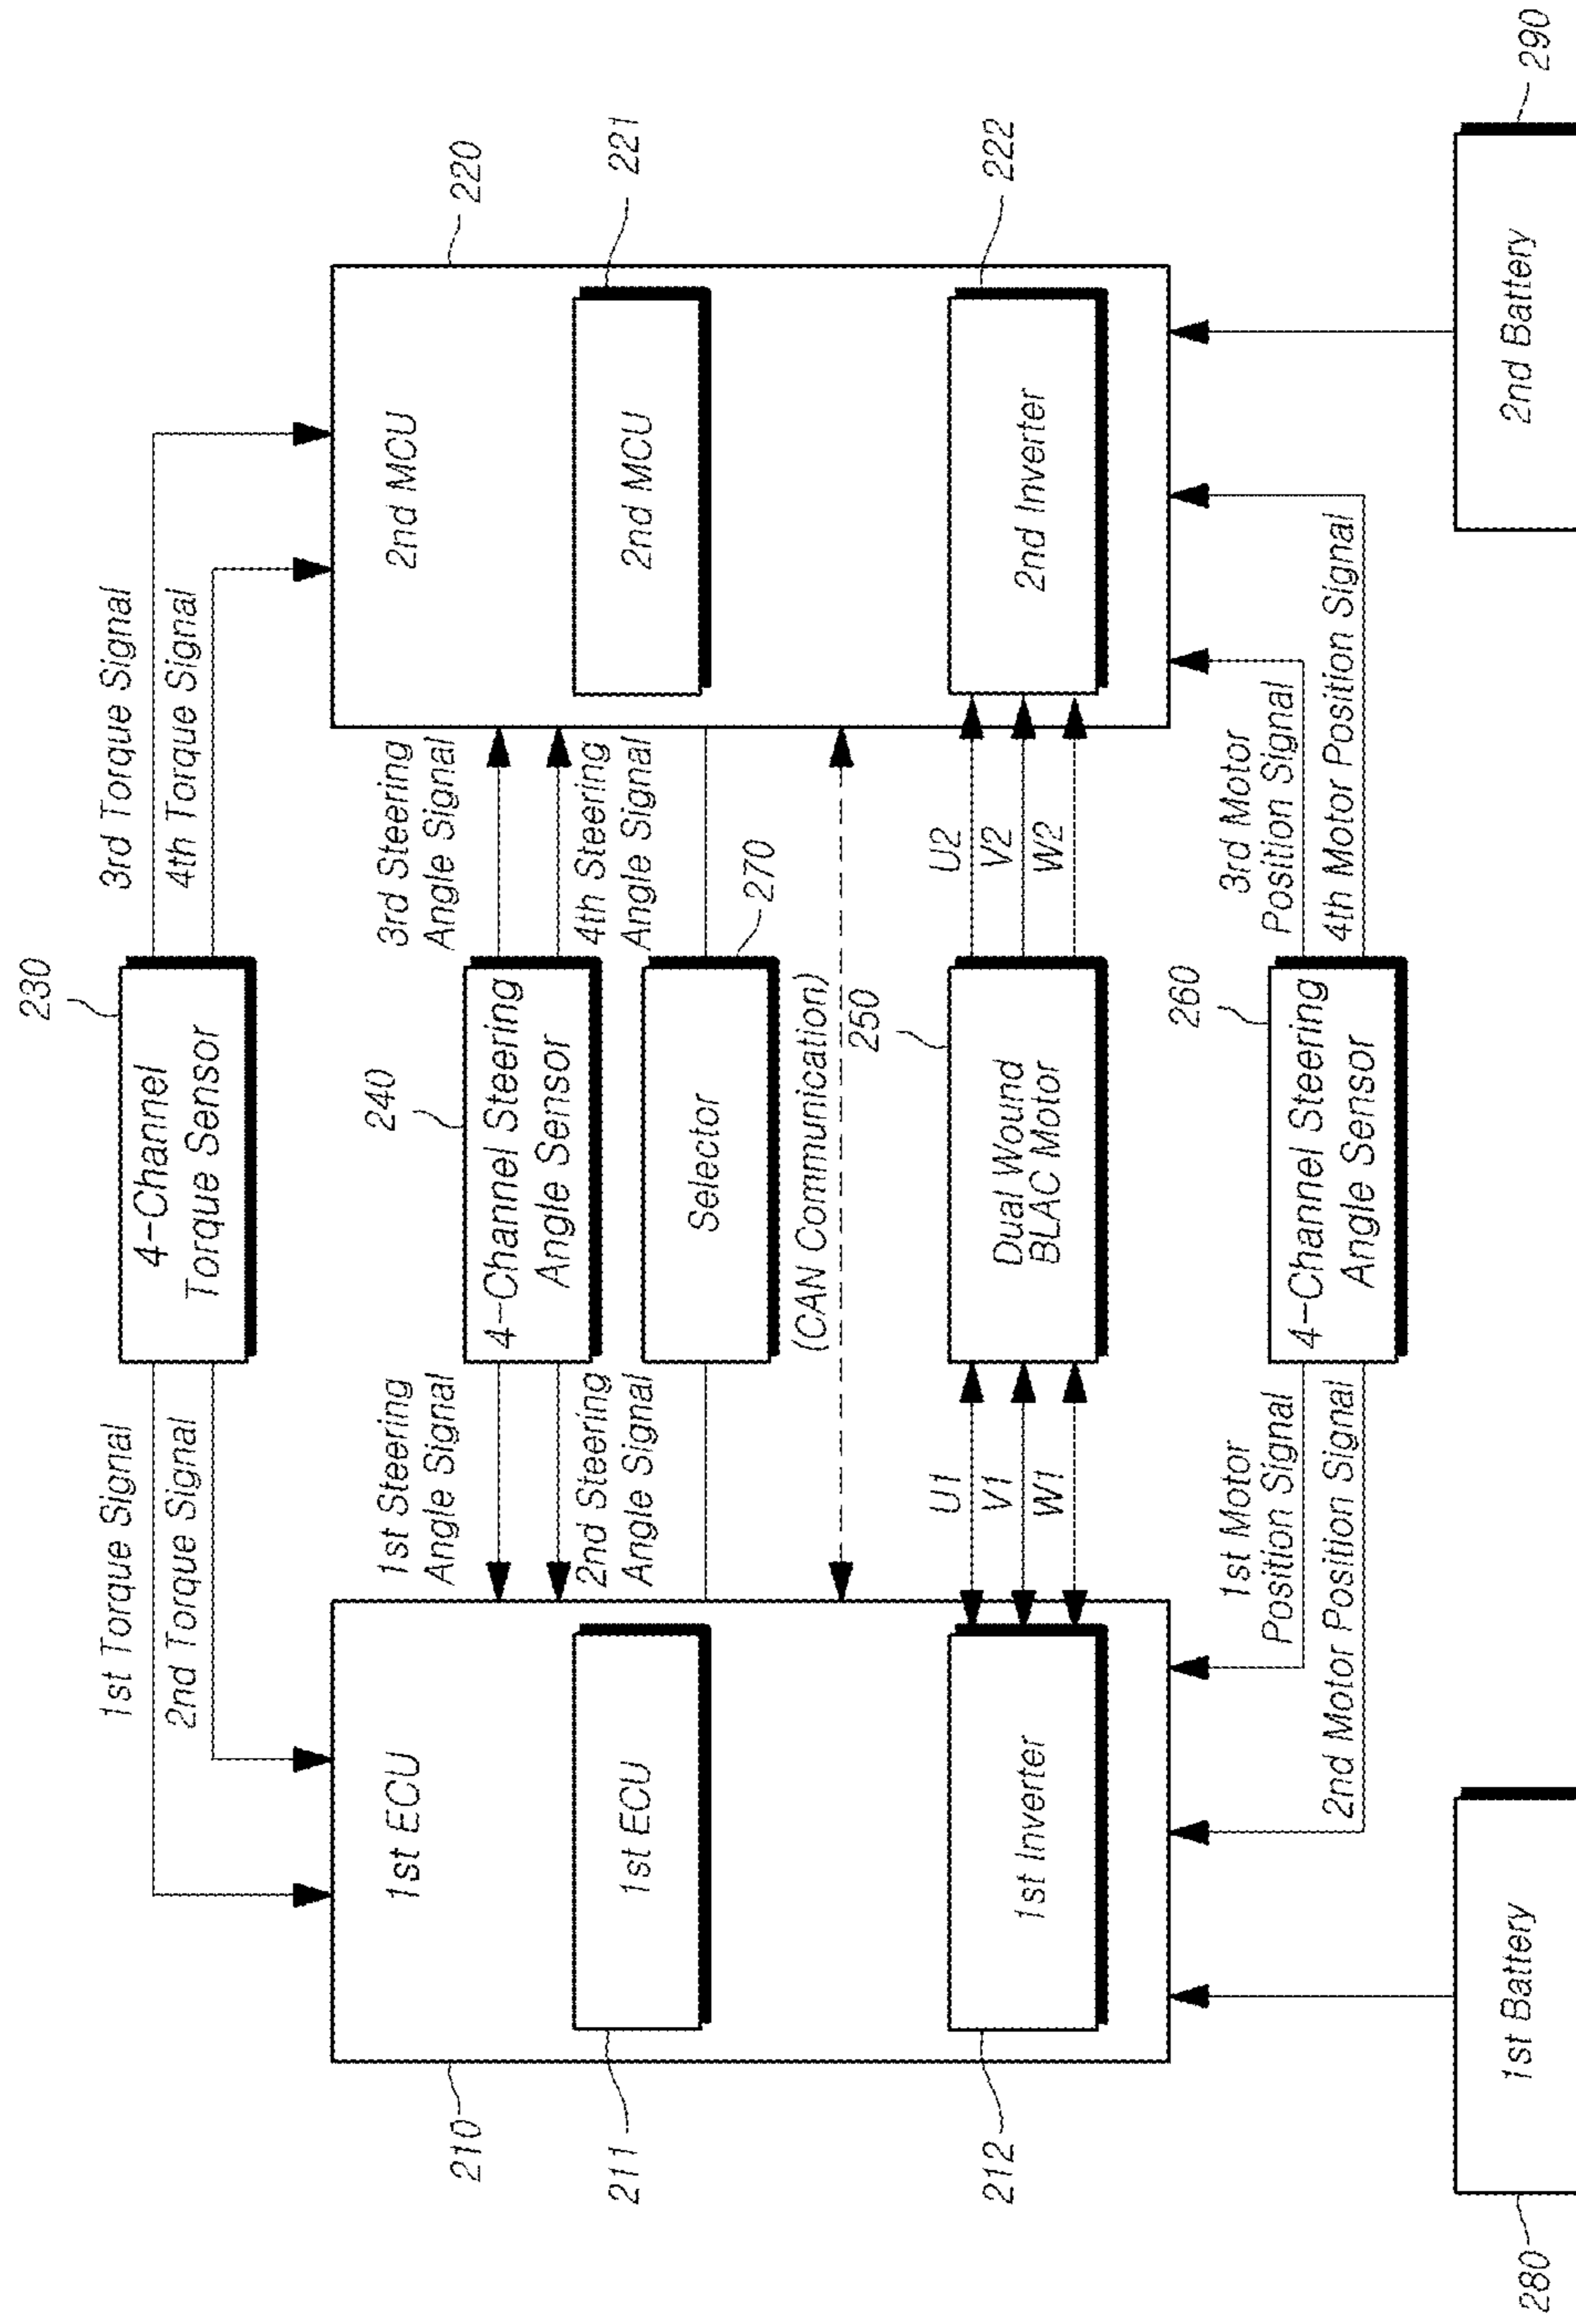 230
4-Channel
Torque Sensor
1st Torque Signal
2nd Torque Signal
3rd Torque Signal
4th Torque Signal
210
1st ECU
211
1st ECU
212
1st Inverter
220
2nd MCU
221
2nd MCU
222
2nd Inverter
240
4-Channel Steering
Angle Sensor
1st Steering
Angle Signal
2nd Steering
Angle Signal
3rd Steering
Angle Signal
4th Steering
Angle Signal
270
Selector
(CAN Communication)
250
Dual Wound
BLAC Motor
U1
V1
W1
U2
V2
W2
260
4-Channel Steering
Angle Sensor
1st Motor
Position Signal
2nd Motor Position Signal
3rd Motor
Position Signal
4th Motor Position Signal
280
1st Battery
2nd Battery
290